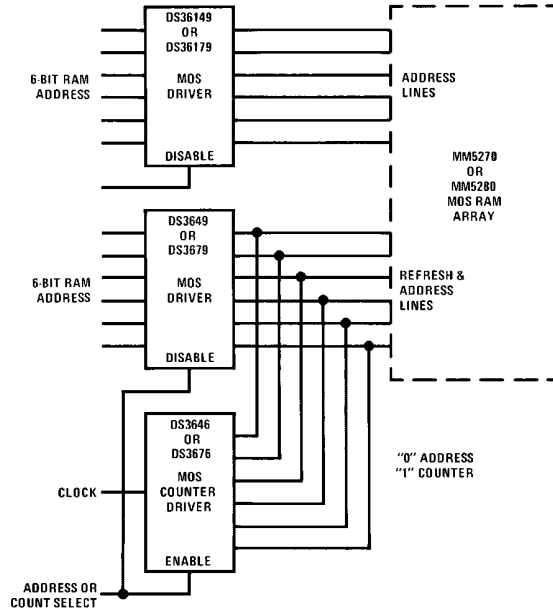 DS36149
OR
DS36179
6-BIT RAM
ADDRESS
MOS
DRIVER
ADDRESS
LINES
DISABLE
MM5270
OR
MM5280
MOS RAM
ARRAY
DS3649
OR
DS3679
6-BIT RAM
ADDRESS
MOS
DRIVER
REFRESH &
ADDRESS
LINES
DISABLE
DS3646
OR
DS3676
MOS
COUNTER
DRIVER
"0" ADDRESS
"1" COUNTER
CLOCK
ENABLE
ADDRESS OR
COUNT SELECT